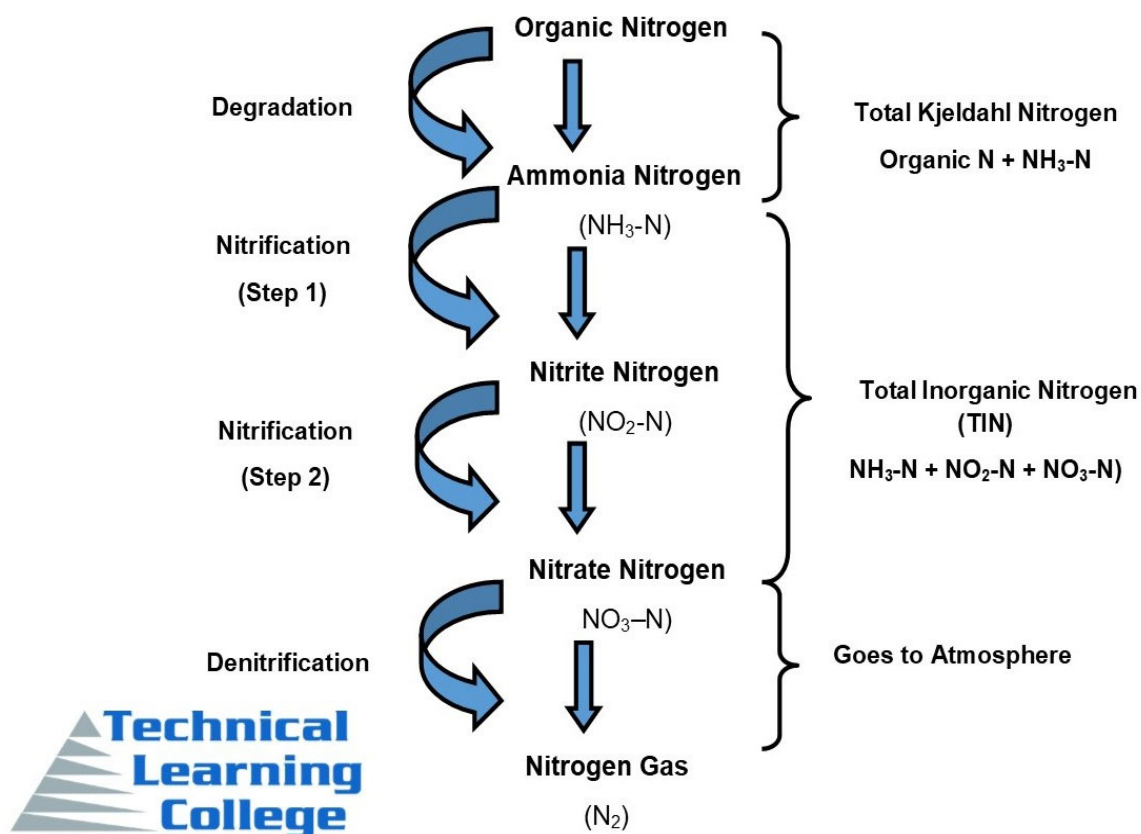 Organic Nitrogen
Degradation
Total Kjeldahl Nitrogen
Organic N + NH₃-N
Ammonia Nitrogen
(NH₃-N)
Nitrification
(Step 1)
Nitrite Nitrogen
(NO₂-N)
Total Inorganic Nitrogen
(TIN)
NH₃-N + NO₂-N + NO₃-N)
Nitrification
(Step 2)
Nitrate Nitrogen
NO₃–N)
Denitrification
Goes to Atmosphere
Nitrogen Gas
(N₂)
Technical
Learning
College